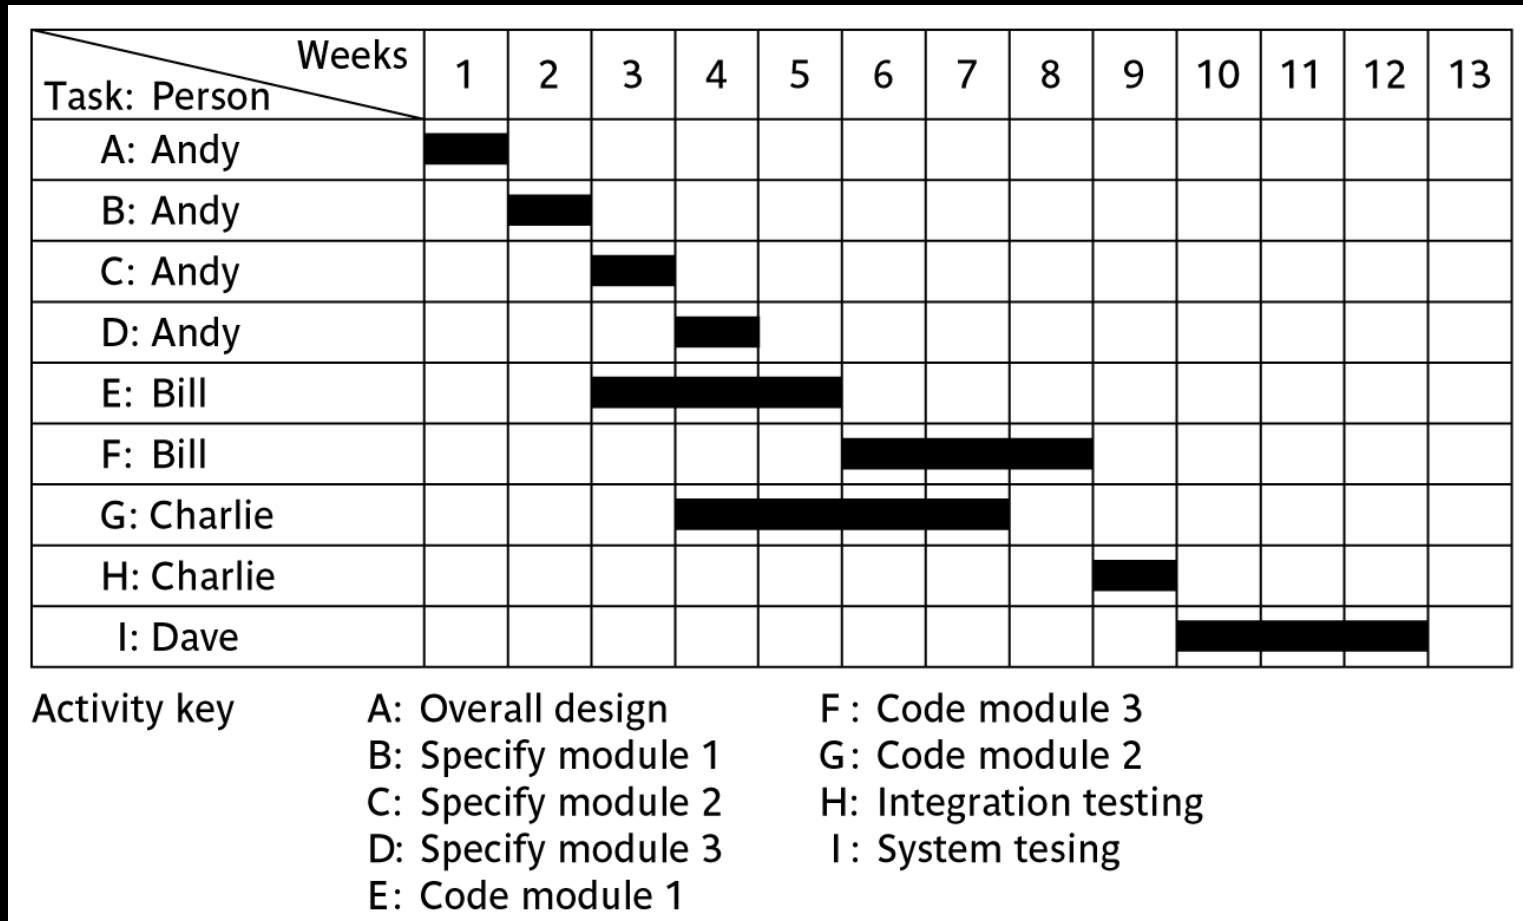 Weeks
Task: Person
1 2 3 4 5 6 7 8 9 10 11 12 13
A: Andy
B: Andy
C: Andy
D: Andy
E: Bill
F: Bill
G: Charlie
H: Charlie
I: Dave
Activity key
A: Overall design
B: Specify module 1
C: Specify module 2
D: Specify module 3
E: Code module 1
F : Code module 3
G: Code module 2
H: Integration testing
I : System tesing